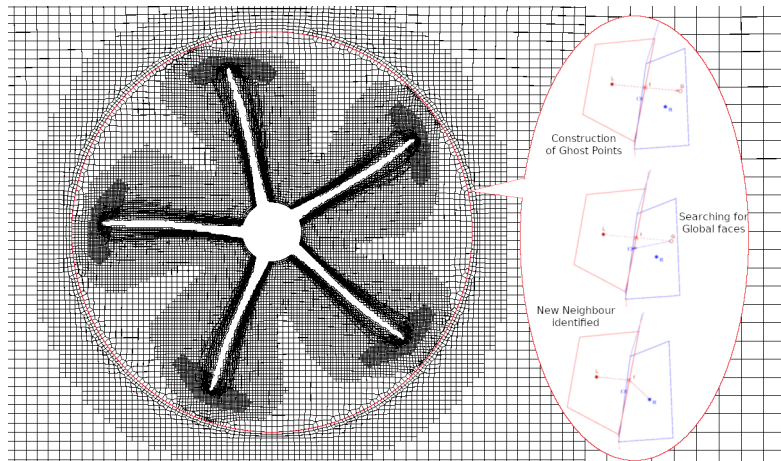 L
f
G
R
Construction
of Ghost Points
L
f
G
R
Searching for
Global faces
New Neighbour
identified
L
f
R